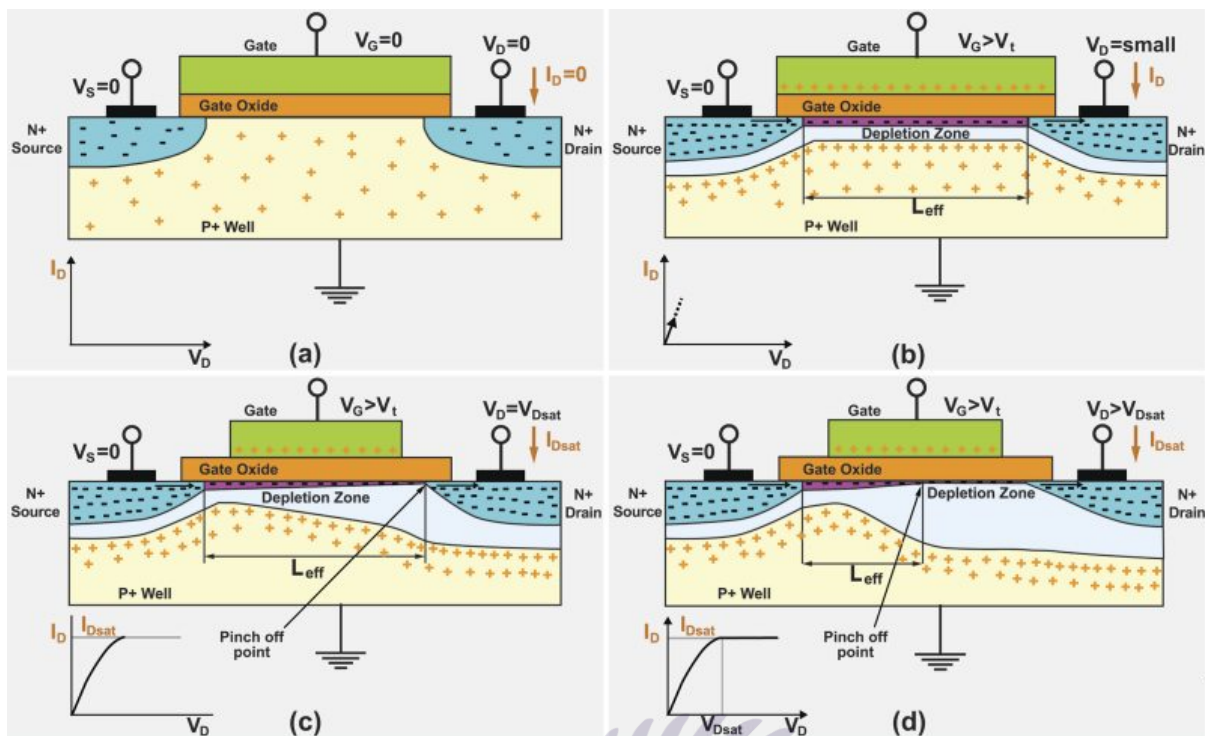 Gate
V_G=0
V_D=0
V_S=0
I_D=0
Gate Oxide
N+
Source
N+
Drain
P+ Well
I_D
V_D
(a)
Gate
V_G>V_t
V_D=small
V_S=0
I_D
Gate Oxide
N+
Source
Depletion Zone
N+
Drain
L_eff
P+ Well
I_D
V_D
(b)
Gate
V_G>V_t
V_D=V_Dsat
V_S=0
I_Dsat
Gate Oxide
N+
Source
Depletion Zone
N+
Drain
L_eff
P+ Well
I_D
I_Dsat
Pinch off
point
V_D
(c)
Gate
V_G>V_t
V_D>V_Dsat
V_S=0
I_Dsat
Gate Oxide
N+
Source
Depletion Zone
N+
Drain
L_eff
P+ Well
I_D
I_Dsat
Pinch off
point
V_Dsat
V_D
(d)